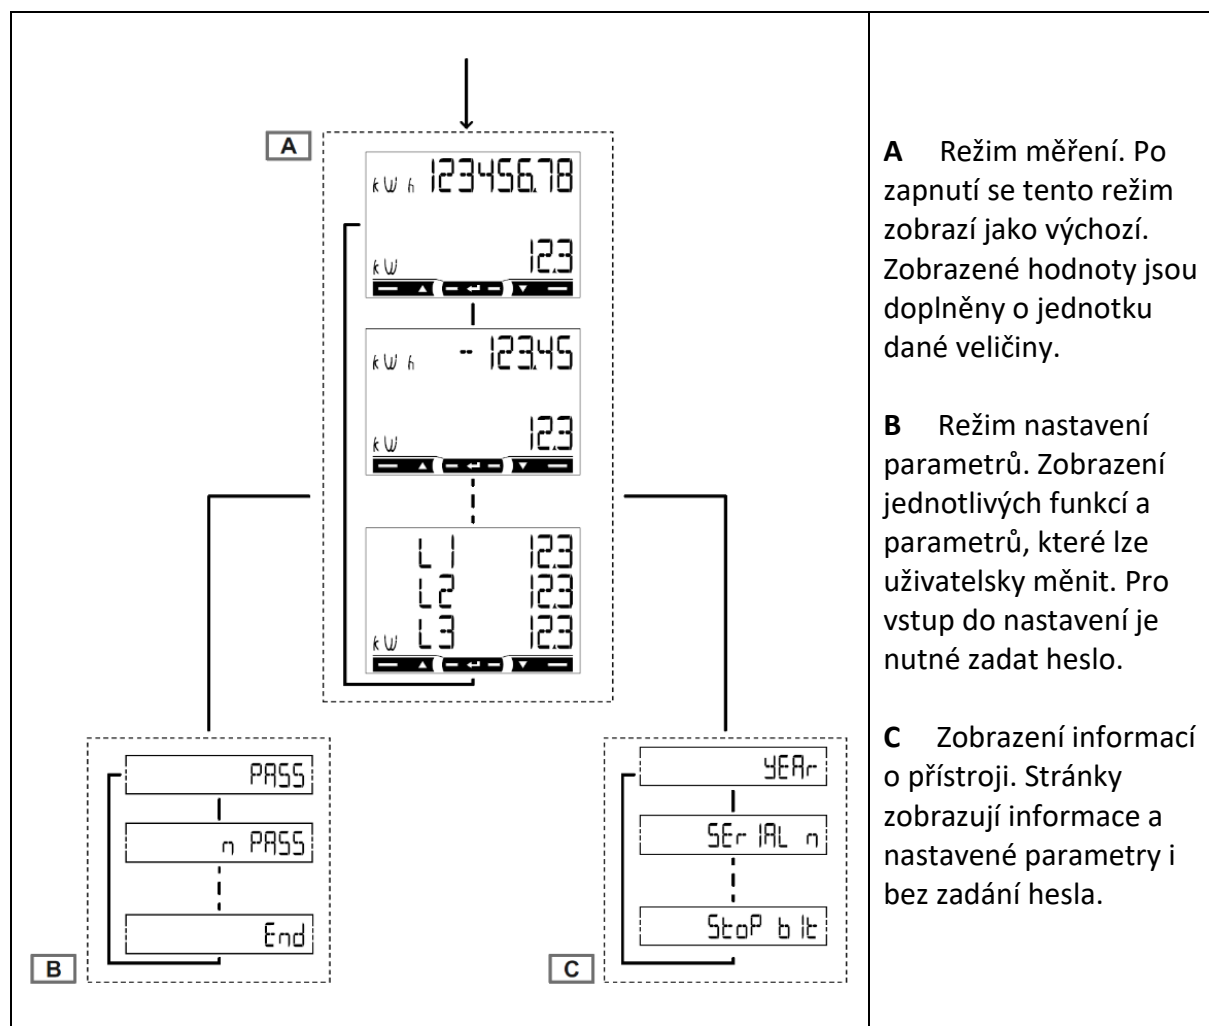 A
kWh 123456.78
kW 12.3
kWh - 123.45
kW 12.3
L1 12.3
L2 12.3
kW L3 12.3
PASS
n PASS
End
B
YEAr
SErIAL n
StoP bIt
C
A Režim měření. Po
zapnutí se tento režim
zobrazí jako výchozí.
Zobrazené hodnoty jsou
doplněny o jednotku
dané veličiny.
B Režim nastavení
parametrů. Zobrazení
jednotlivých funkcí a
parametrů, které lze
uživatelsky měnit. Pro
vstup do nastavení je
nutné zadat heslo.
C Zobrazení informací
o přístroji. Stránky
zobrazují informace a
nastavené parametry i
bez zadání hesla.